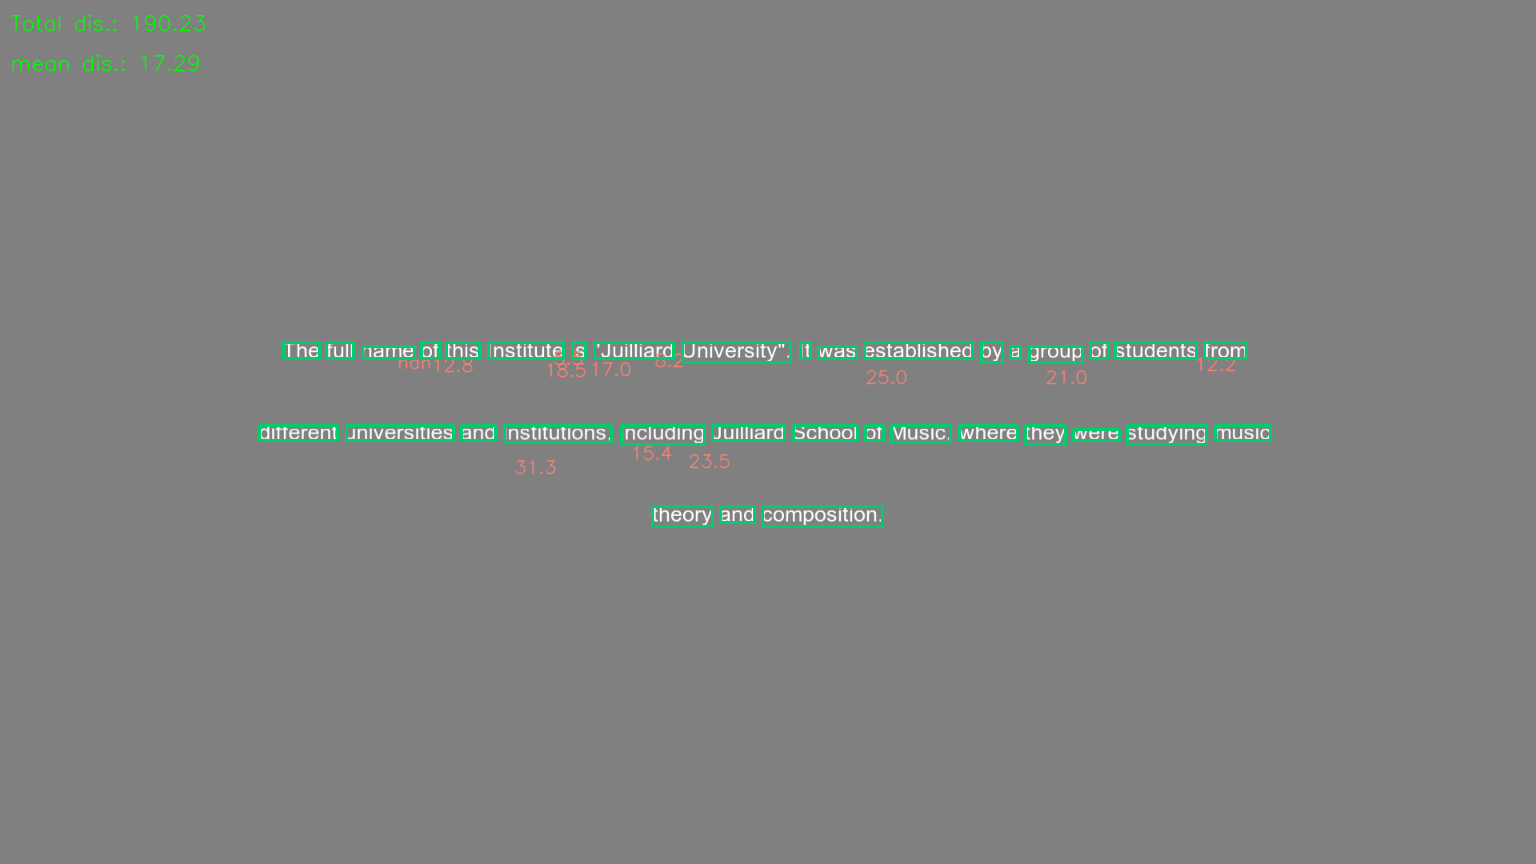 Total dis.: 190.23
mean dis.: 17.29
The full name of this Institute is "Juilliard University". It was established by a group of students from
nan 12.8 18.5 17.0 8.2 25.0 21.0 12.2
different universities and institutions, including Juilliard School of Music, where they were studying music
31.3 15.4 23.5
theory and composition.